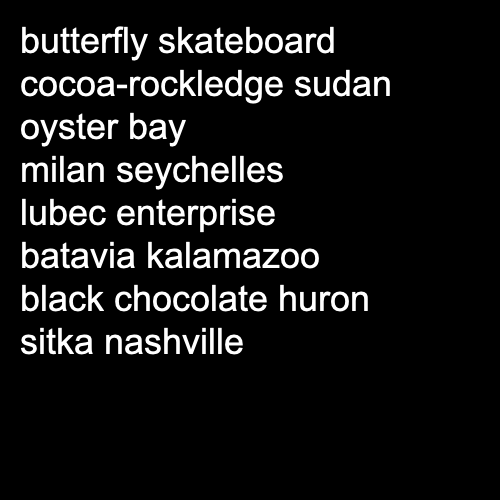 butterfly skateboard
cocoa-rockledge sudan
oyster bay
milan seychelles
lubec enterprise
batavia kalamazoo
black chocolate huron
sitka nashville